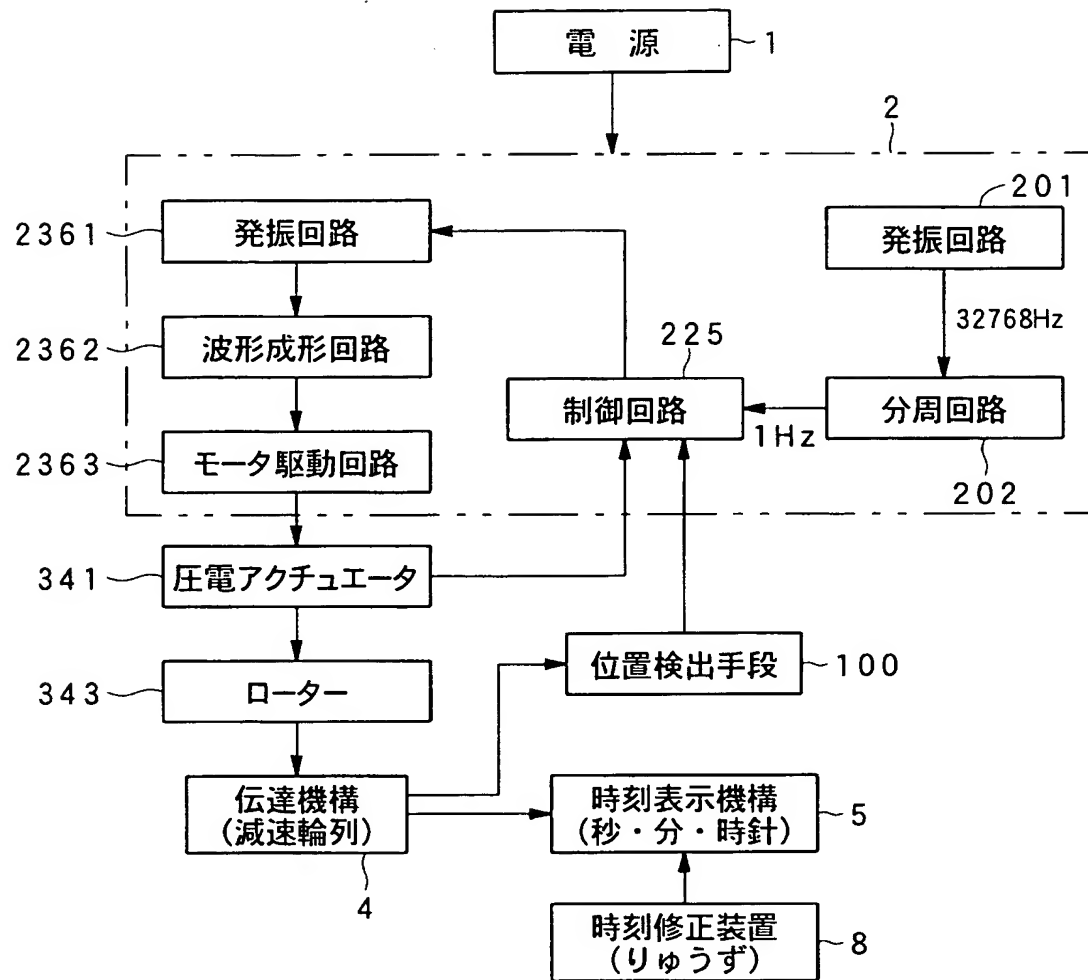 電 源
1
2
201
2361
発振回路
発振回路
32768Hz
2362
波形成形回路
225
制御回路
1Hz
分周回路
2363
モータ駆動回路
202
341
圧電アクチュエータ
位置検出手段
100
343
ローター
伝達機構
(減速輪列)
時刻表示機構
(秒・分・時針)
5
4
時刻修正装置
(りゅうず)
8